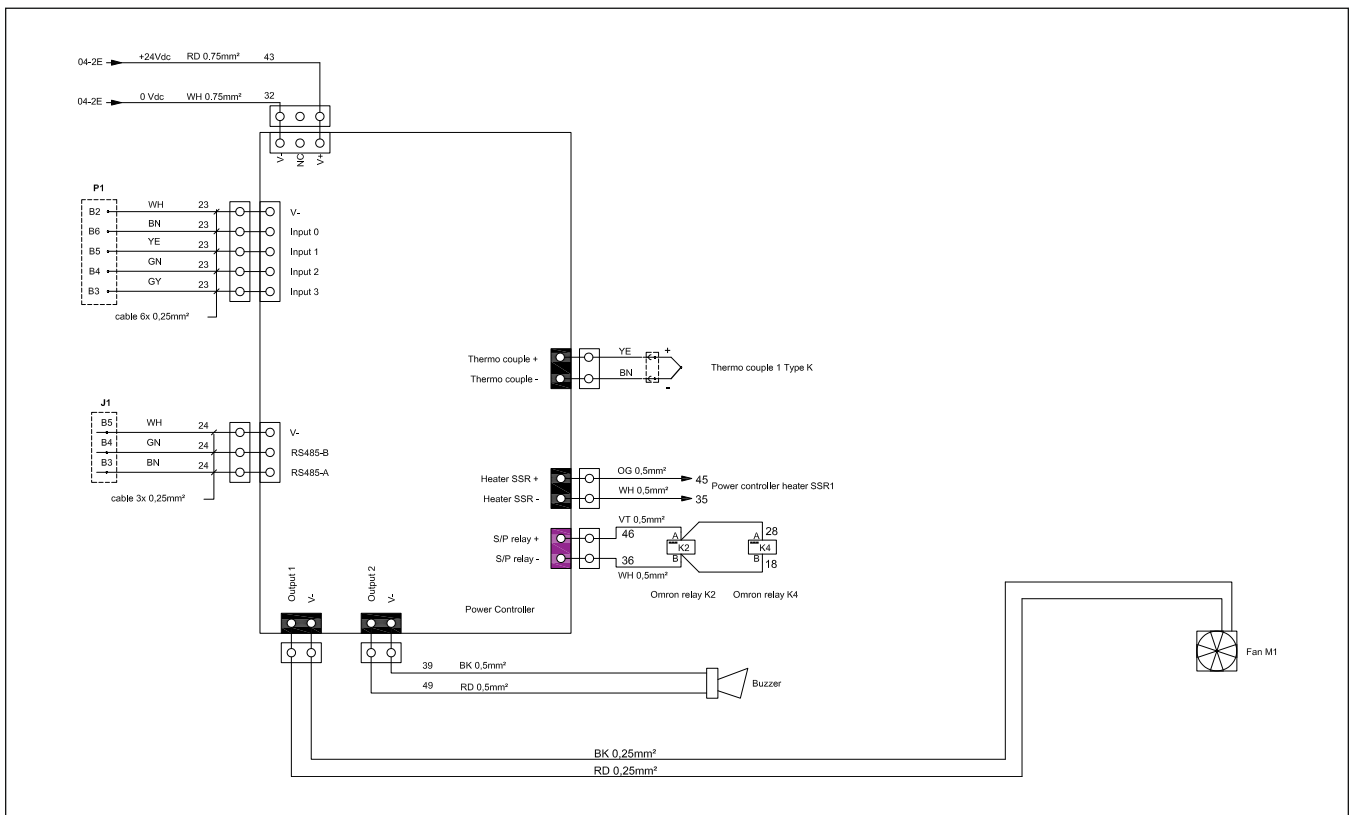 04-2E +24Vdc RD 0.75mm² 43
04-2E 0 Vdc WH 0.75mm² 32
V- NC V+
P1
B2 WH 23 V-
B6 BN 23 Input 0
B5 YE 23 Input 1
B4 GN 23 Input 2
B3 GY 23 Input 3
cable 6x 0,25mm²
Thermo couple + YE +
Thermo couple - BN -
Thermo couple 1 Type K
J1
B5 WH 24 V-
B4 GN 24 RS485-B
B3 BN 24 RS485-A
cable 3x 0,25mm²
Heater SSR + OG 0,5mm² 45
Heater SSR - WH 0,5mm² 35
Power controller heater SSR1
S/P relay + VT 0,5mm² 46
S/P relay - 36 WH 0,5mm²
A K2 B
A K4 B
28
18
Omron relay K2 Omron relay K4
Output 1 V- Output 2 V-
Power Controller
39 BK 0,5mm²
49 RD 0,5mm²
Buzzer
Fan M1
BK 0,25mm²
RD 0,25mm²